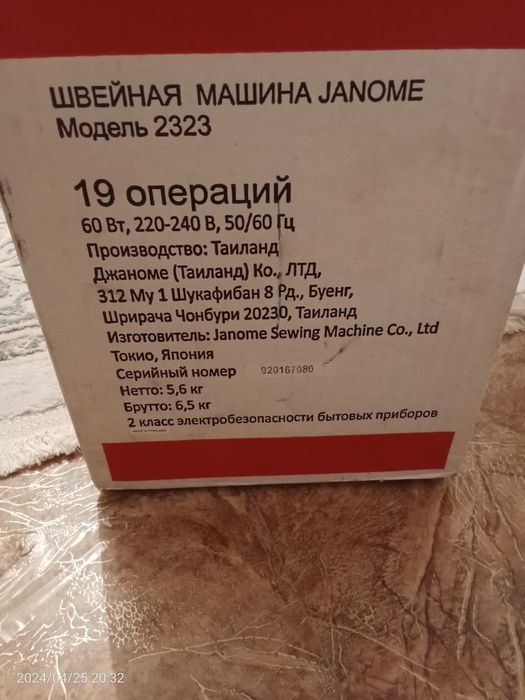 ШВЕЙНАЯ МАШИНА JANOME
Модель 2323
19 операций
60 Вт, 220-240 В, 50/60 Гц
Производство: Таиланд
Джаноме (Таиланд) Ко., ЛТД,
312 Му 1 Шукафибан 8 Рд., Буенг,
Шрирача Чонбури 20230, Таиланд
Изготовитель: Janome Sewing Machine Co., Ltd
Токио, Япония
Серийный номер 920167080
Нетто: 5,6 кг
Брутто: 6,5 кг
2 класс электробезопасности бытовых приборов
2024/04/25 20:32